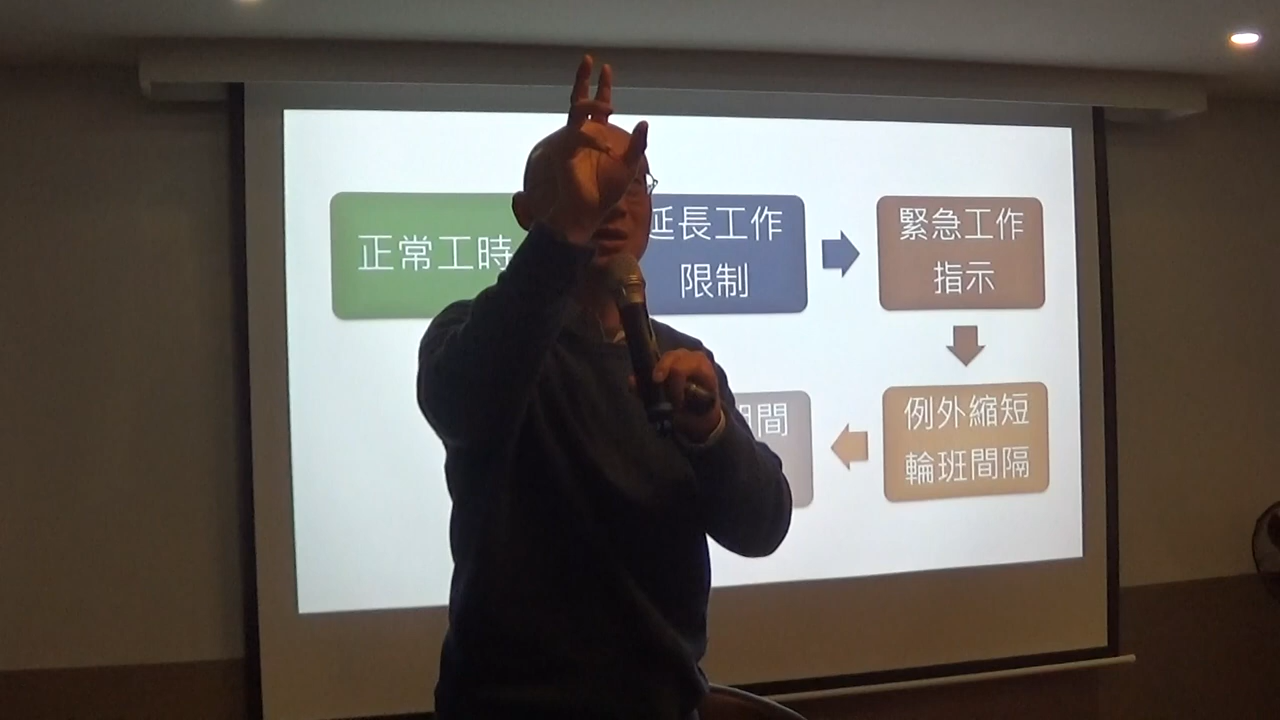 正常工時
延長工作
限制
緊急工作
指示
例外縮短
輪班間隔
期間